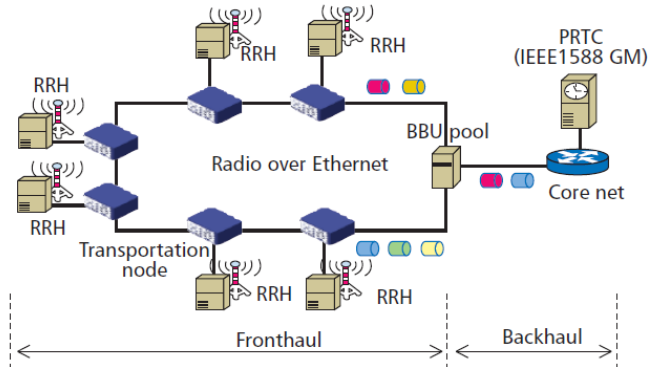 PRTC
(IEEE1588 GM)
RRH
RRH
RRH
BBU pool
Radio over Ethernet
Core net
RRH
Transportation
node
RRH
RRH
Fronthaul
Backhaul